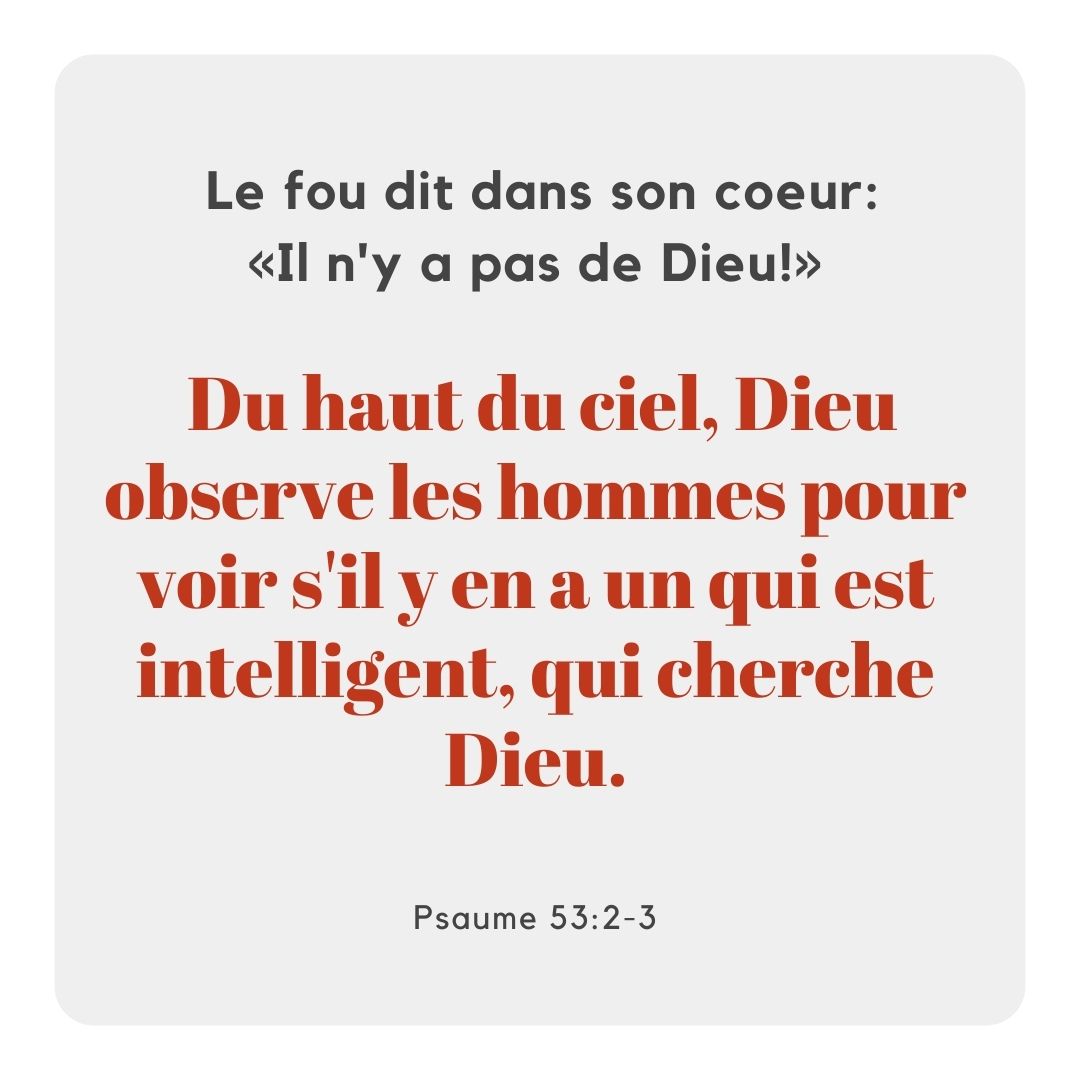 Le fou dit dans son coeur:
«Il n'y a pas de Dieu!»
Du haut du ciel, Dieu
observe les hommes pour
voir s'il y en a un qui est
intelligent, qui cherche
Dieu.
Psaume 53:2-3